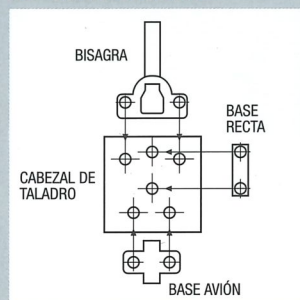 BISAGRA
BASE
RECTA
CABEZAL DE
TALADRO
BASE AVIÓN